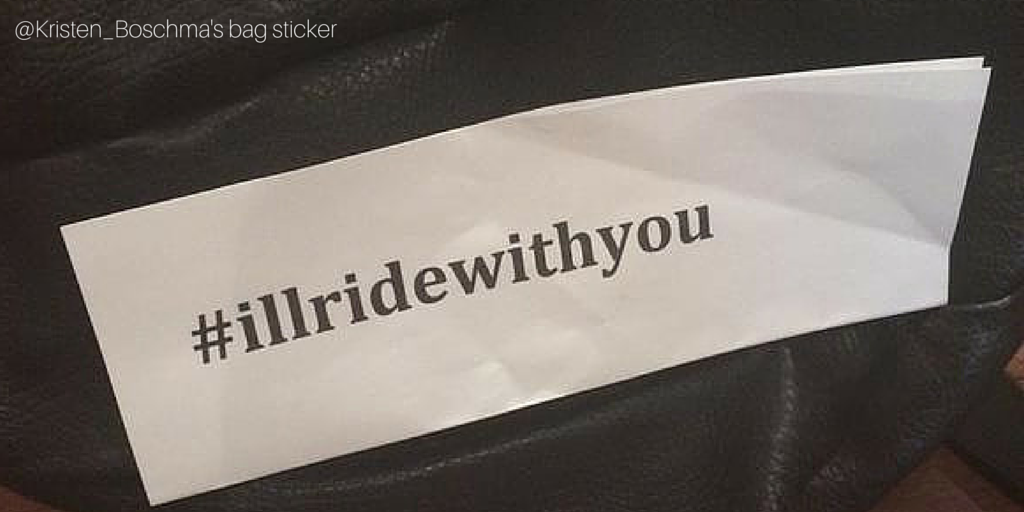 @Kristen_Boschma's bag sticker
#illridewithyou